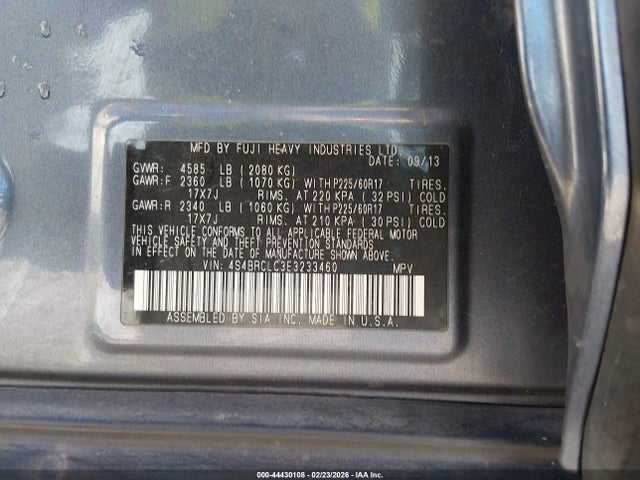 MFD BY FUJI HEAVY INDUSTRIES LTD.
DATE: 09/13
GVWR: 4585 LB (2080 KG)
GAWR:F 2360 LB (1070 KG) WITH P225/60R17 TIRES.
17X7J RIMS. AT 220 KPA (32 PSI) COLD
GAWR:R 2340 LB (1060 KG) WITH P225/60R17 TIRES.
17X7J RIMS. AT 210 KPA (30 PSI) COLD
THIS VEHICLE CONFORMS TO ALL APPLICABLE FEDERAL MOTOR
VEHICLE SAFETY AND THEFT PREVENTION STANDARDS
IN EFFECT ON THE DATE OF MANUFACTURE SHOWN ABOVE.
VIN: 4S4BRCLC3E3233460 MPV
ASSEMBLED BY SIA INC. MADE IN U.S.A.
000-44430108 - 02/23/2026 - COPYRIGHT IAA, LLC